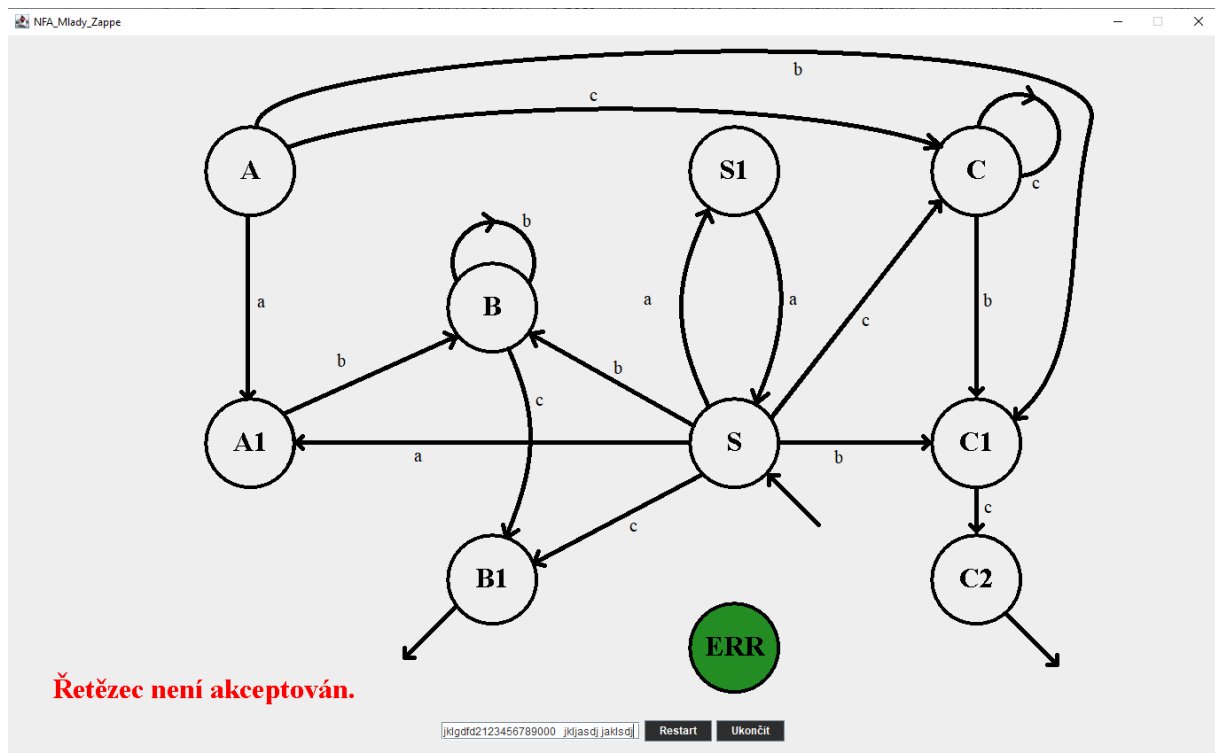 NFA_Mlady_Zappe
b
c
A
S1
C
c
b
a
B
a
a
b
c
b
b
c
A1
a
S
b
C1
c
c
B1
C2
ERR
Řetězec není akceptován.
jklgdfd2123456789000 jkljasdj jaklsdj
Restart
Ukončit